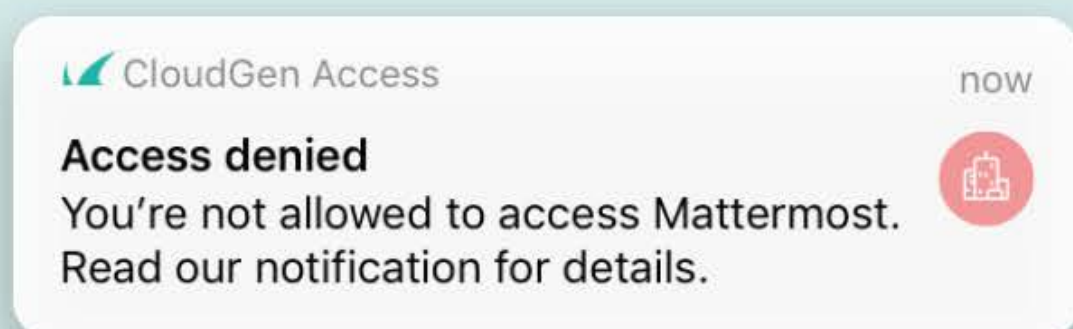 CloudGen Access
now
Access denied
You're not allowed to access Mattermost.
Read our notification for details.